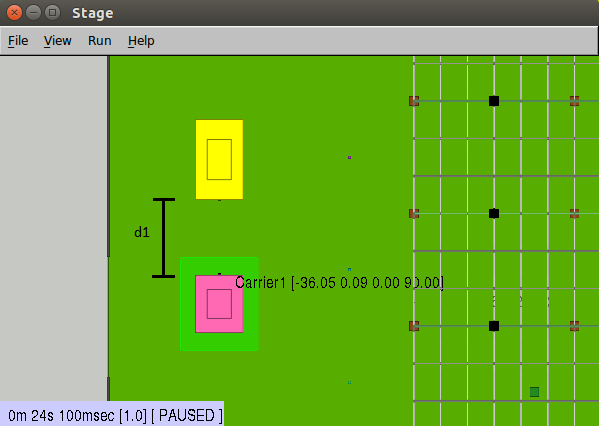 Stage
File View Run Help
d1
Carrier1 [-36.05 0.09 0.00 90.00]
0m 24s 100msec [1.0] [ PAUSED ]